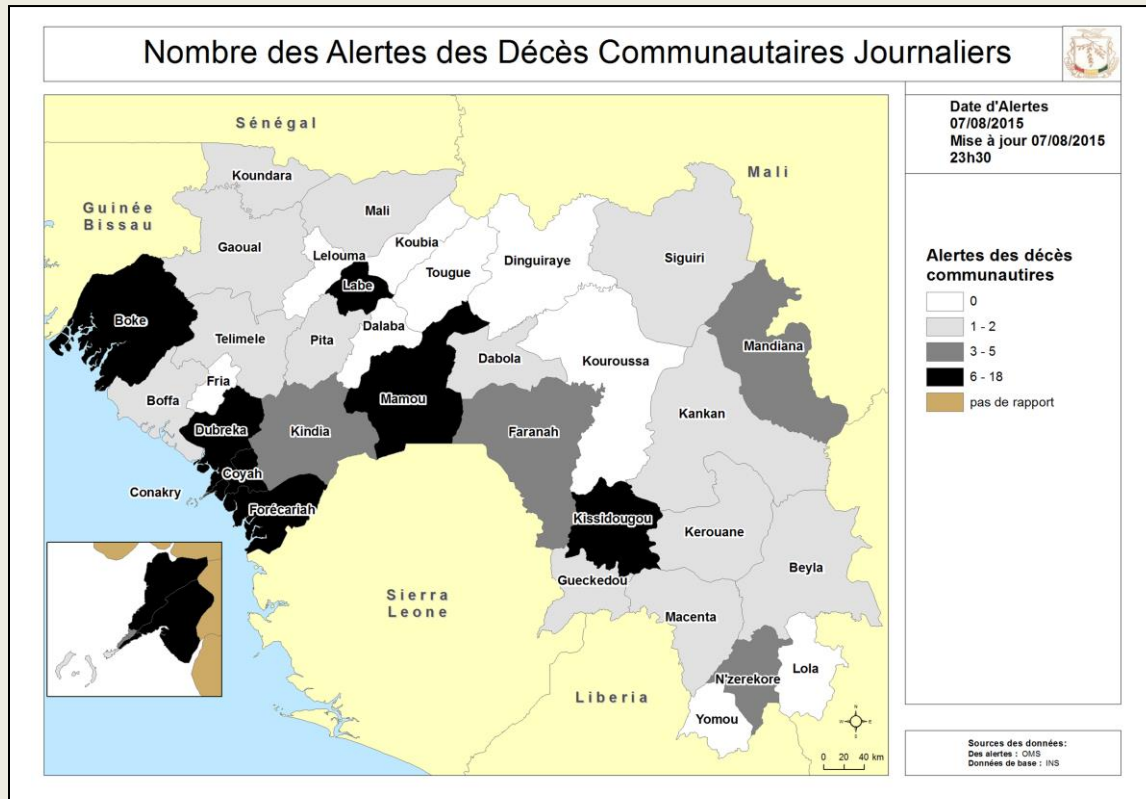 Nombre des Alertes des Décès Communautaires Journaliers
Date d'Alertes
07/08/2015
Mise à jour 07/08/2015
23h30
Alertes des décès
communautires
0
1 - 2
3 - 5
6 - 18
pas de rapport
Sénégal
Mali
Guinée
Bissau
Koundara
Mali
Gaoual
Lelouma
Koubia
Tougue
Dinguiraye
Siguiri
Labe
Boke
Telimele
Pita
Dalaba
Dabola
Kouroussa
Mandiana
Fria
Boffa
Mamou
Kankan
Dubreka
Kindia
Faranah
Coyah
Conakry
Forécariah
Kissidougou
Kerouane
Beyla
Gueckedou
Sierra
Leone
Macenta
Lola
N'zerekore
Liberia
Yomou
N
W E
S
0 20 40 km
Sources des données:
Des alertes : OMS
Données de base : INS